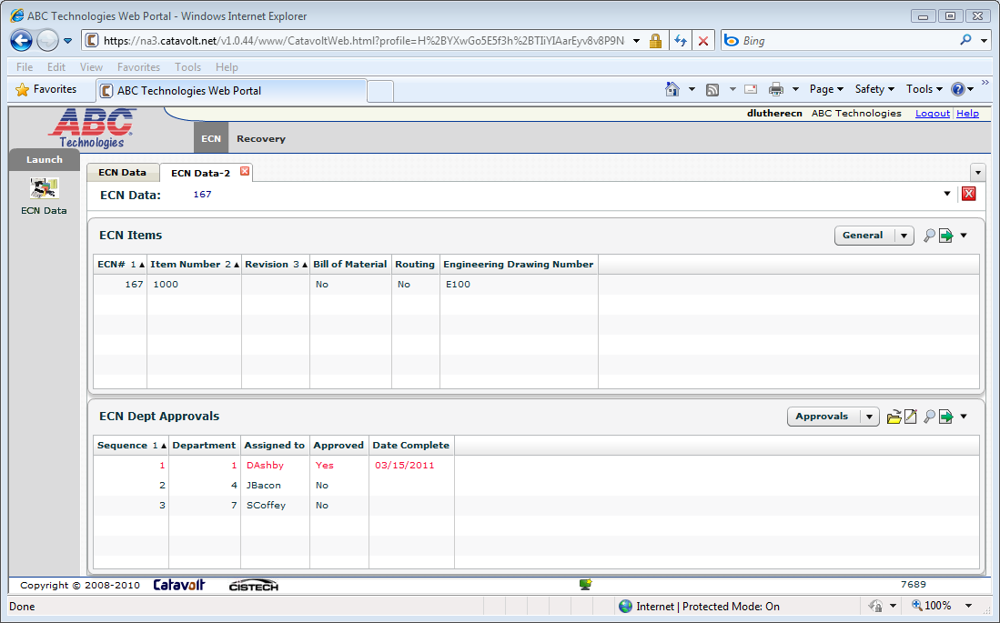 ABC Technologies Web Portal - Windows Internet Explorer
https://na3.catavolt.net/v1.0.44/www/CatavoltWeb.html?profile=H%2BYXwGo5E5f3h%2BTIiYIAarEyv8v8P9N
Bing
File Edit View Favorites Tools Help
Favorites
ABC Technologies Web Portal
Page Safety Tools
ABC Technologies
dlutherecn ABC Technologies Logout Help
ECN Recovery
Launch
ECN Data
ECN Data ECN Data-2
ECN Data: 167
ECN Items
General
ECN# 1 Item Number 2 Revision 3 Bill of Material Routing Engineering Drawing Number
167 1000 No No E100
ECN Dept Approvals
Approvals
Sequence 1 Department Assigned to Approved Date Complete
1 1 DAshby Yes 03/15/2011
2 4 JBacon No
3 7 SCoffey No
Copyright © 2008-2010 Catavolt CISTECH 7689
Done Internet | Protected Mode: On 100%